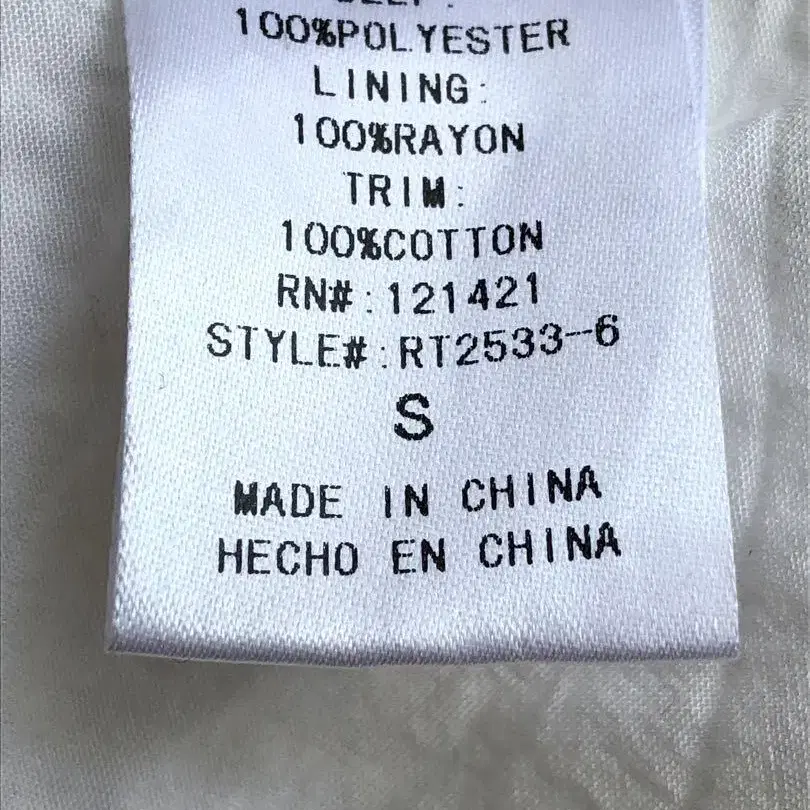 100%POLYESTER
LINING:
100%RAYON
TRIM:
100%COTTON
RN#:121421
STYLE#:RT2533-6
S
MADE IN CHINA
HECHO EN CHINA